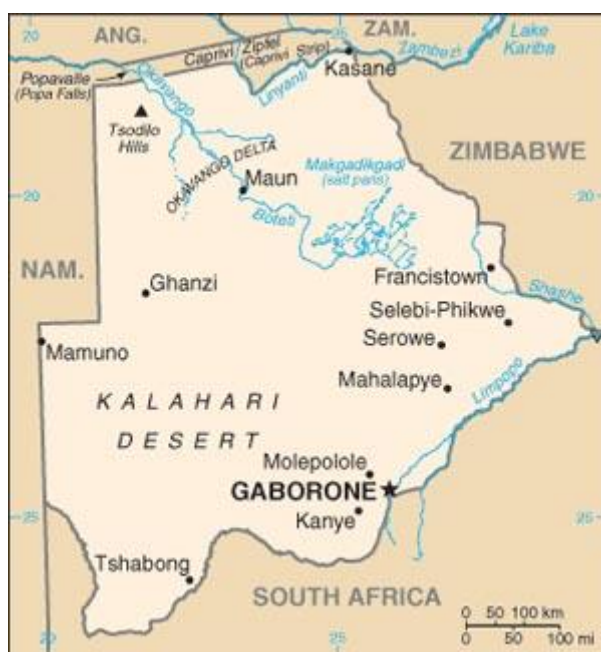 20
ANG.
25
ZAM.
Lake
Kariba
Zambezi
Caprivi Zipfel
(Caprivi Strip)
Kasane
Popavalle
(Popa Falls)
Okavango
Linyanti
Tsodilo
Hills
OKAVANGO DELTA
ZIMBABWE
Makgadikgadi
(salt pans)
20
Maun
20
Boteti
NAM.
Ghanzi
Francistown
Shashe
Selebi-Phikwe
Serowe
Mamuno
Mahalapye
Limpopo
KALAHARI
DESERT
Molepolole
GABORONE
25
Kanye
25
Tshabong
SOUTH AFRICA
0 50 100 km
0 50 100 mi
20
25